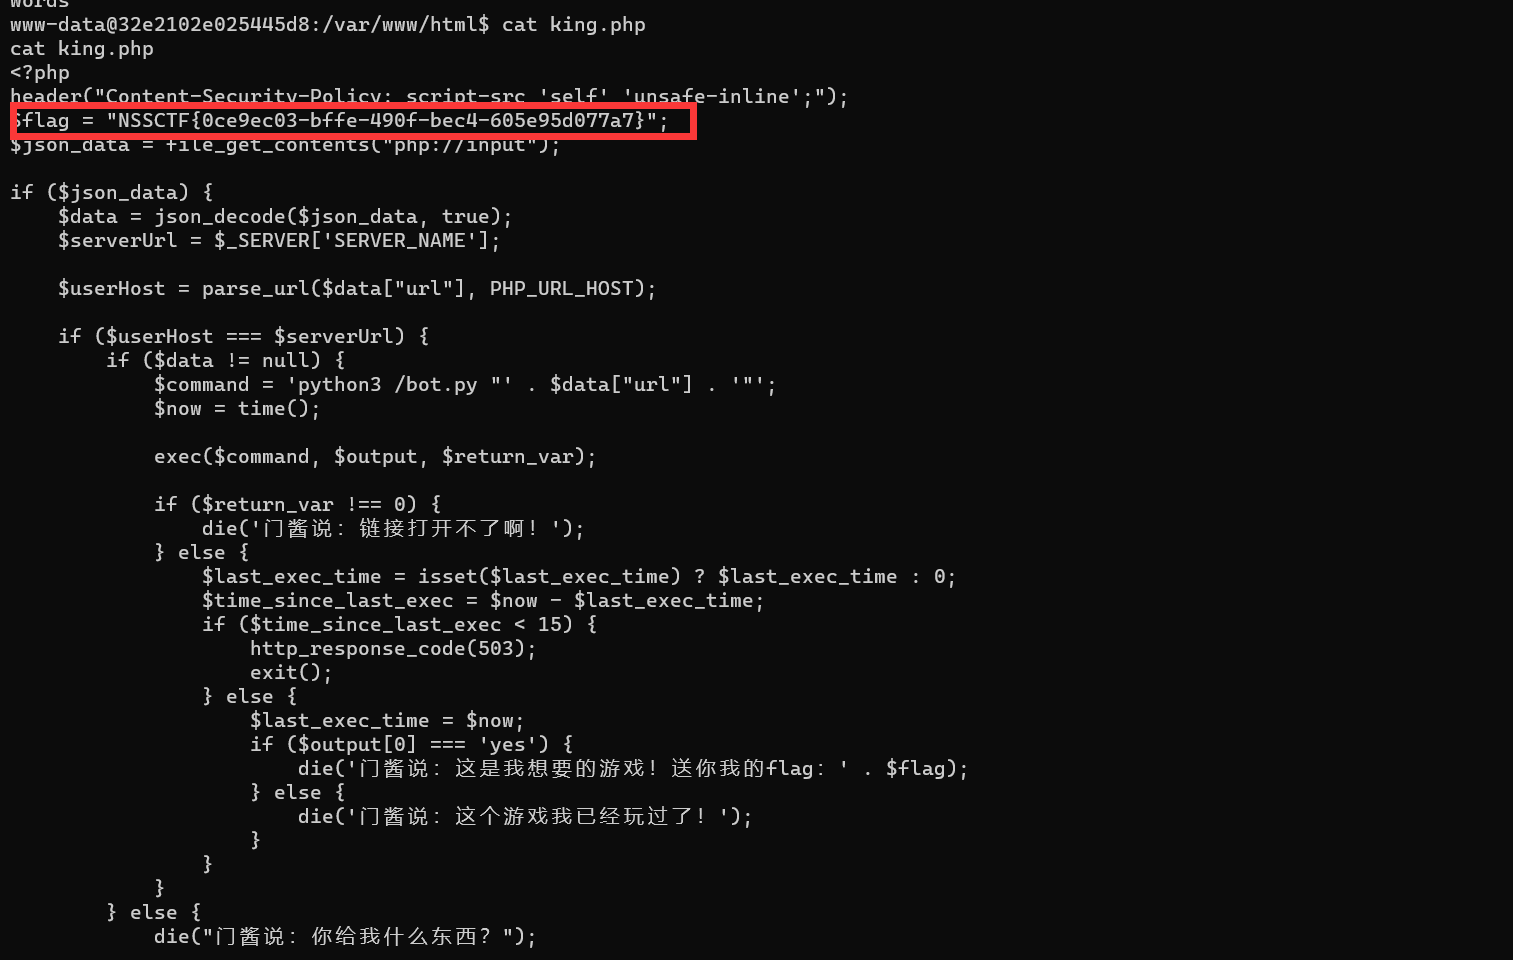 words
www-data@32e2102e025445d8:/var/www/html$ cat king.php
cat king.php
<?php
header("Content-Security-Policy: script-src 'self' 'unsafe-inline';");
$flag = "NSSCTF{0ce9ec03-bffe-490f-bec4-605e95d077a7}";
$json_data = file_get_contents("php://input");

if ($json_data) {
    $data = json_decode($json_data, true);
    $serverUrl = $_SERVER['SERVER_NAME'];

    $userHost = parse_url($data["url"], PHP_URL_HOST);

    if ($userHost === $serverUrl) {
        if ($data != null) {
            $command = 'python3 /bot.py "' . $data["url"] . '"';
            $now = time();

            exec($command, $output, $return_var);

            if ($return_var !== 0) {
                die('门酱说：链接打开不了啊！');
            } else {
                $last_exec_time = isset($last_exec_time) ? $last_exec_time : 0;
                $time_since_last_exec = $now - $last_exec_time;
                if ($time_since_last_exec < 15) {
                    http_response_code(503);
                    exit();
                } else {
                    $last_exec_time = $now;
                    if ($output[0] === 'yes') {
                        die('门酱说：这是我想要的游戏！送你我的flag：' . $flag);
                    } else {
                        die('门酱说：这个游戏我已经玩过了！');
                    }
                }
            }
        } else {
            die("门酱说：你给我什么东西？");